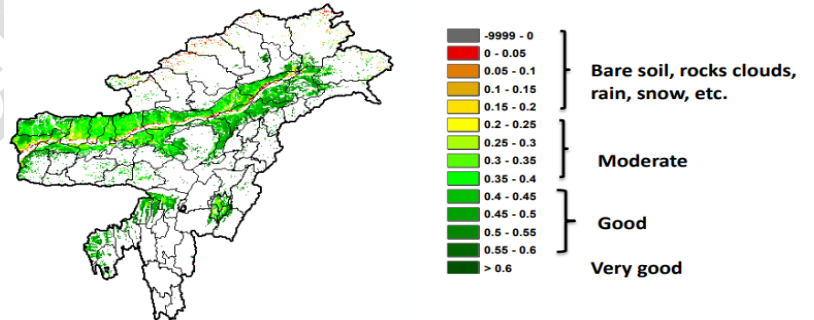 -9999 - 0
0 - 0.05
0.05 - 0.1
0.1 - 0.15
0.15 - 0.2
0.2 - 0.25
0.25 - 0.3
0.3 - 0.35
0.35 - 0.4
0.4 - 0.45
0.45 - 0.5
0.5 - 0.55
0.55 - 0.6
> 0.6
Bare soil, rocks clouds,
rain, snow, etc.
Moderate
Good
Very good